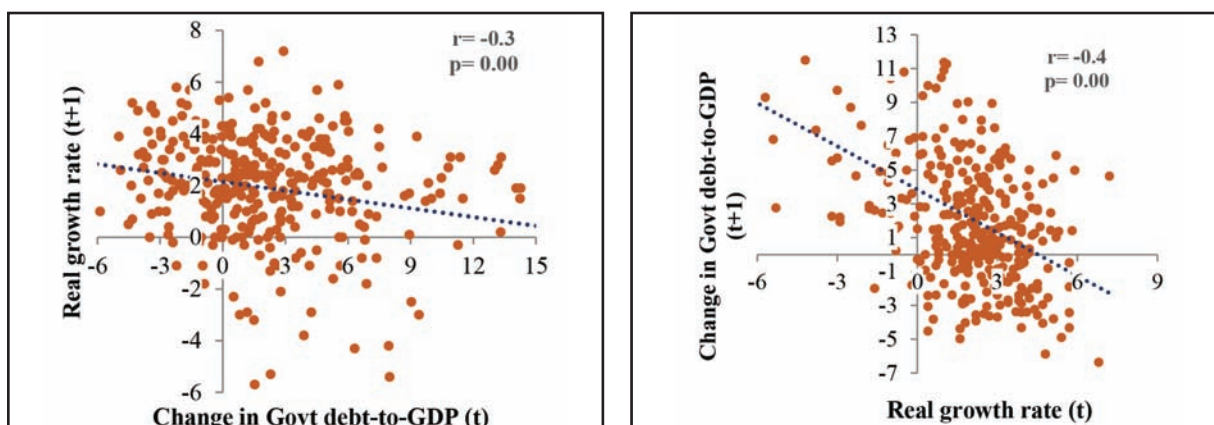 8
6
4
2
0
-2
-4
-6
-6 -3 0 3 6 9 12 15
r= -0.3
p= 0.00
Real growth rate (t+1)
Change in Govt debt-to-GDP (t)
13
11
9
7
5
3
1
-1
-3
-5
-7
-6 -3 0 3 6 9
r= -0.4
p= 0.00
Change in Govt debt-to-GDP
(t+1)
Real growth rate (t)